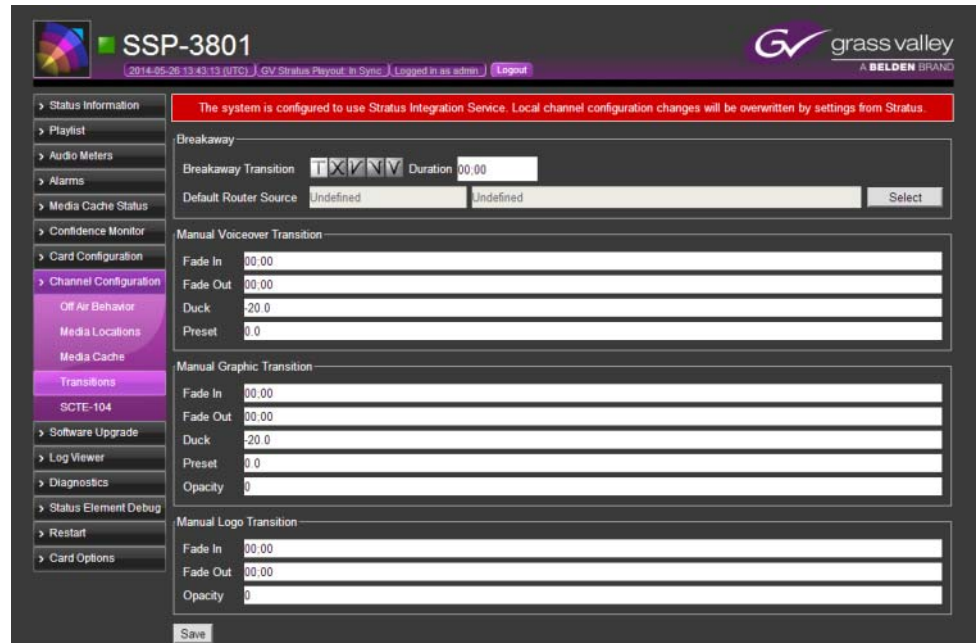 SSP-3801
2014-05-26 13:43:13 (UTC) GV Stratus Playout: In Sync Logged in as admin Logout
GV grass valley
A BELDEN BRAND
> Status Information
> Playlist
> Audio Meters
> Alarms
> Media Cache Status
> Confidence Monitor
> Card Configuration
> Channel Configuration
Off Air Behavior
Media Locations
Media Cache
Transitions
SCTE-104
> Software Upgrade
> Log Viewer
> Diagnostics
> Status Element Debug
> Restart
> Card Options
The system is configured to use Stratus Integration Service. Local channel configuration changes will be overwritten by settings from Stratus.
Breakaway
Breakaway Transition Duration 00;00
Default Router Source Undefined Undefined Select
Manual Voiceover Transition
Fade In 00;00
Fade Out 00;00
Duck -20.0
Preset 0.0
Manual Graphic Transition
Fade In 00;00
Fade Out 00;00
Duck -20.0
Preset 0.0
Opacity 0
Manual Logo Transition
Fade In 00;00
Fade Out 00;00
Opacity 0
Save